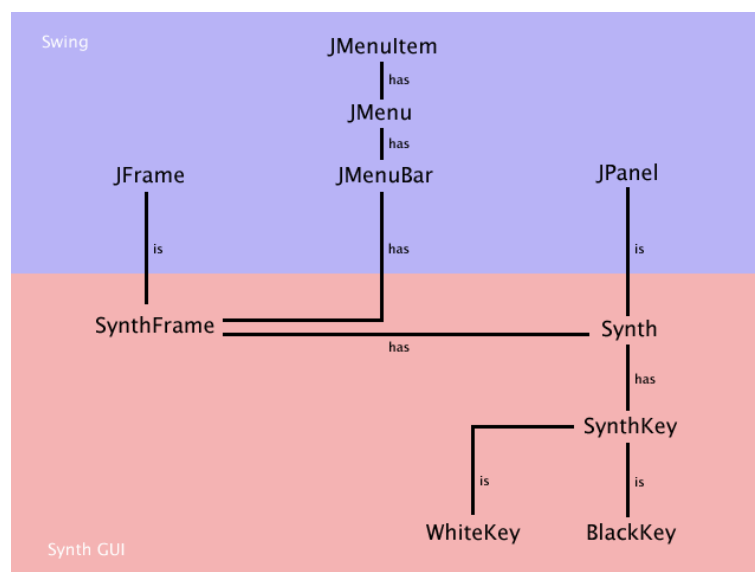 Swing
JMenuItem
has
JMenu
has
JFrame
JMenuBar
JPanel
is
has
is
SynthFrame
Synth
has
has
SynthKey
is
is
WhiteKey
BlackKey
Synth GUI